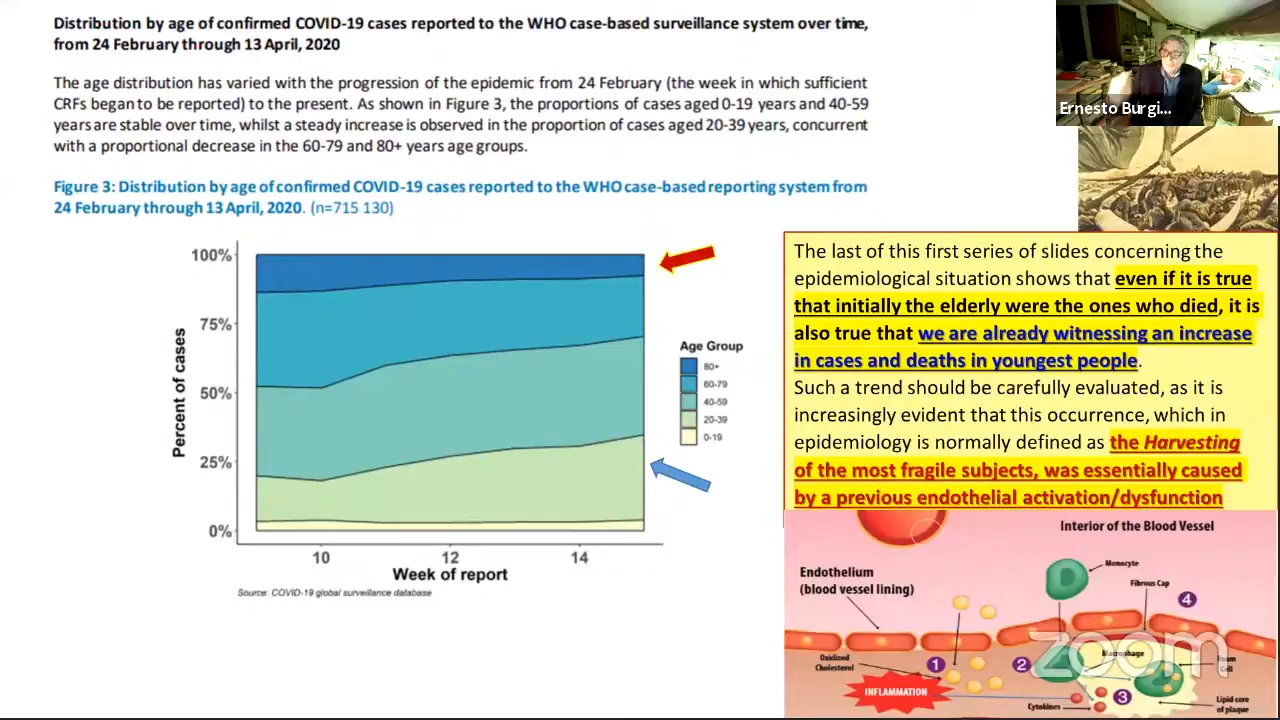 Distribution by age of confirmed COVID-19 cases reported to the WHO case-based surveillance system over time,
from 24 February through 13 April, 2020
The age distribution has varied with the progression of the epidemic from 24 February (the week in which sufficient
CRFs began to be reported) to the present. As shown in Figure 3, the proportions of cases aged 0-19 years and 40-59
years are stable over time, whilst a steady increase is observed in the proportion of cases aged 20-39 years, concurrent
with a proportional decrease in the 60-79 and 80+ years age groups.
Figure 3: Distribution by age of confirmed COVID-19 cases reported to the WHO case-based reporting system from
24 February through 13 April, 2020. (n=715 130)
100%
75%
50%
25%
0%
Percent of cases
10
12
14
Week of report
Age Group
80+
60-79
40-59
20-39
0-19
Source: COVID-19 global surveillance database
Ernesto Burgi...
The last of this first series of slides concerning the
epidemiological situation shows that even if it is true
that initially the elderly were the ones who died, it is
also true that we are already witnessing an increase
in cases and deaths in youngest people.
Such a trend should be carefully evaluated, as it is
increasingly evident that this occurrence, which in
epidemiology is normally defined as the Harvesting
of the most fragile subjects, was essentially caused
by a previous endothelial activation/dysfunction
Interior of the Blood Vessel
Endothelium
(blood vessel lining)
Monocyte
Fibrous Cap
4
Oxidized
Cholesterol
1
2
Macrophage
Foam
Cell
INFLAMMATION
3
Cytokines
Lipid core
of plaque
zoom